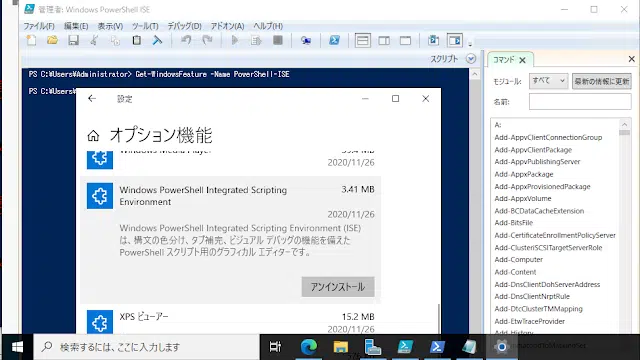 管理者: Windows PowerShell ISE
ファイル(F) 編集(E) 表示(V) ツール(T) デバッグ(D) アドオン(A) ヘルプ(H)
スクリプト
PS C:¥Users¥Administrator> Get-WindowsFeature -Name PowerShell-ISE
PS C:¥Users¥
設定
オプション機能
Windows Media Player
2020/11/26
Windows PowerShell Integrated Scripting Environment 3.41 MB
2020/11/26
Windows PowerShell Integrated Scripting Environment (ISE)
は、構文の色分け、タブ補完、ビジュアル デバッグの機能を備えた
PowerShell スクリプト用のグラフィカル エディターです。
アンインストール
XPS ビューアー 15.2 MB
2020/11/26
コマンド
モジュール: すべて 最新の情報に更新
名前:
A:
Add-AppvClientConnectionGroup
Add-AppvClientPackage
Add-AppvPublishingServer
Add-AppxPackage
Add-AppxProvisionedPackage
Add-AppxVolume
Add-BCDataCacheExtension
Add-BitsFile
Add-CertificateEnrollmentPolicyServer
Add-ClusteriSCSITargetServerRole
Add-Computer
Add-Content
Add-DnsClientDohServerAddress
Add-DnsClientNrptRule
Add-DtcClusterTMMapping
Add-EtwTraceProvider
Add-History
検索するには、ここに入力します